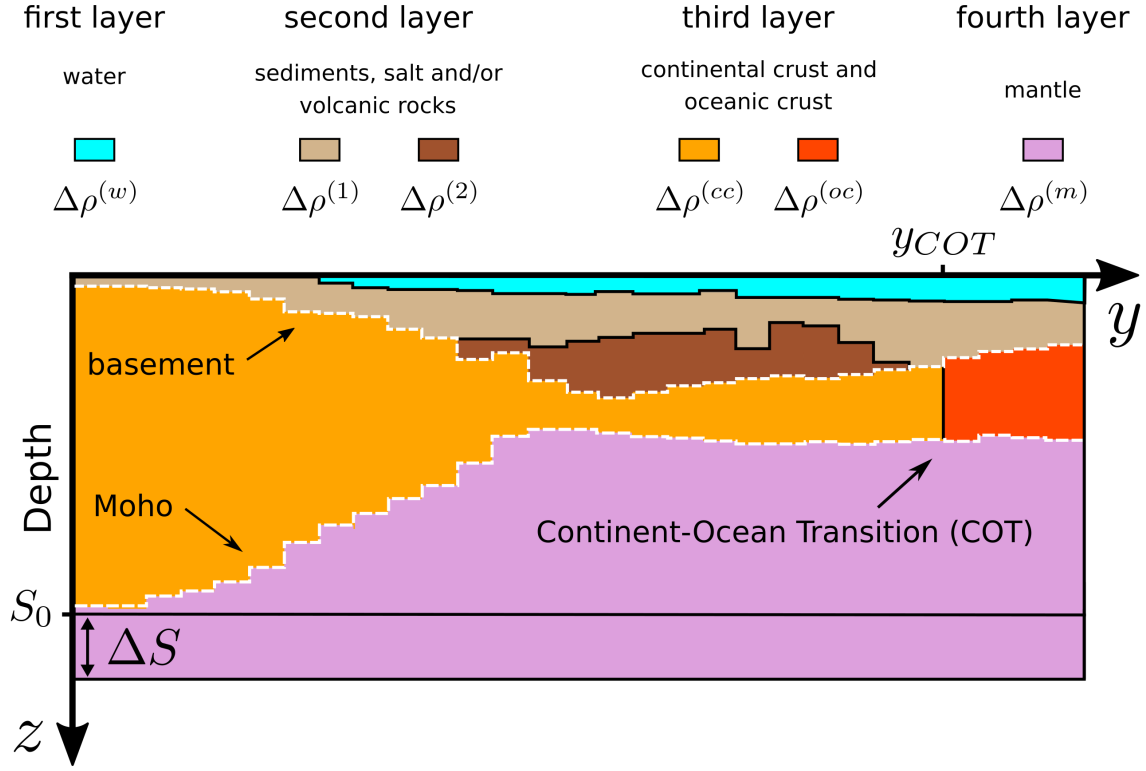 first layer second layer third layer fourth layer
water sediments, salt and/or volcanic rocks continental crust and oceanic crust mantle
Δρ(w) Δρ(1) Δρ(2) Δρ(cc) Δρ(oc) Δρ(m)
yCOT
y
basement
Depth
Moho
Continent-Ocean Transition (COT)
S0
ΔS
z